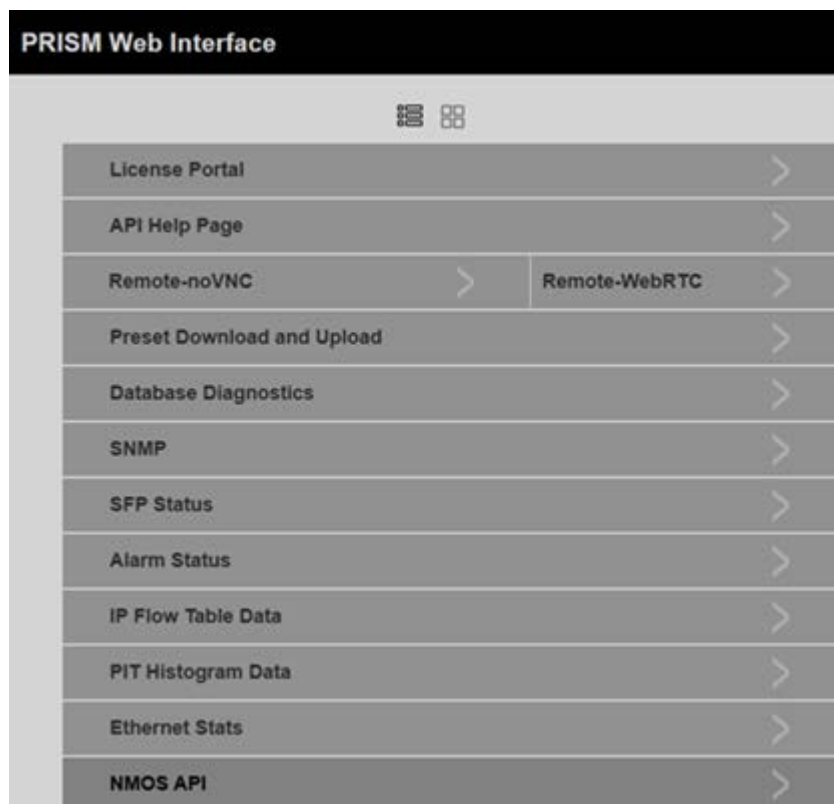 PRISM Web Interface
License Portal
API Help Page
Remote-noVNC Remote-WebRTC
Preset Download and Upload
Database Diagnostics
SNMP
SFP Status
Alarm Status
IP Flow Table Data
PIT Histogram Data
Ethernet Stats
NMOS API